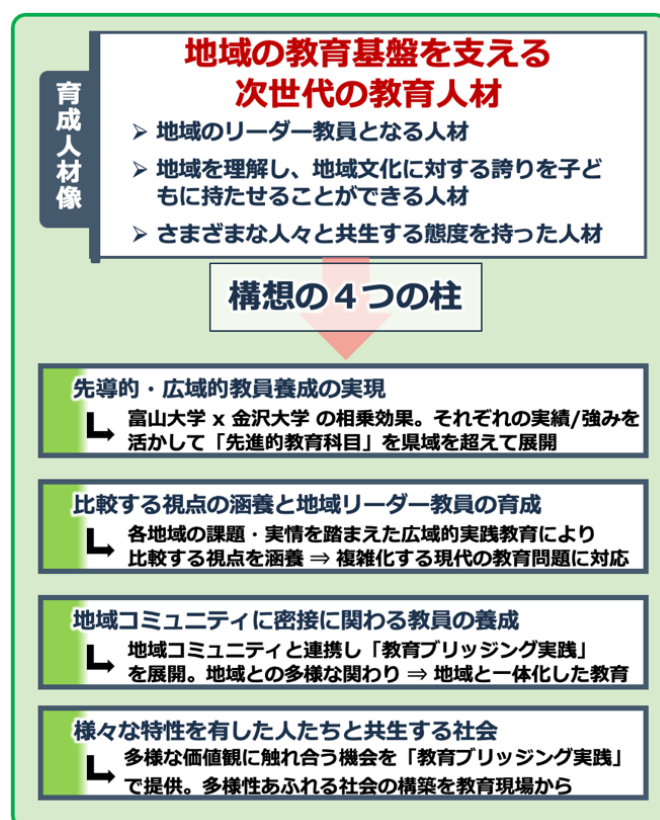 育成人材像
地域の教育基盤を支える
次世代の教育人材
➢ 地域のリーダー教員となる人材
➢ 地域を理解し、地域文化に対する誇りを子ど
もに持たせることができる人材
➢ さまざまな人々と共生する態度を持った人材
構想の４つの柱
先導的・広域的教員養成の実現
富山大学 x 金沢大学 の相乗効果。それぞれの実績/強みを
活かして「先進的教育科目」を県域を超えて展開
比較する視点の涵養と地域リーダー教員の育成
各地域の課題・実情を踏まえた広域的実践教育により
比較する視点を涵養 ⇒ 複雑化する現代の教育問題に対応
地域コミュニティに密接に関わる教員の養成
地域コミュニティと連携し「教育ブリッジング実践」
を展開。地域との多様な関わり ⇒ 地域と一体化した教育
様々な特性を有した人たちと共生する社会
多様な価値観に触れ合う機会を「教育ブリッジング実践」
で提供。多様性あふれる社会の構築を教育現場から